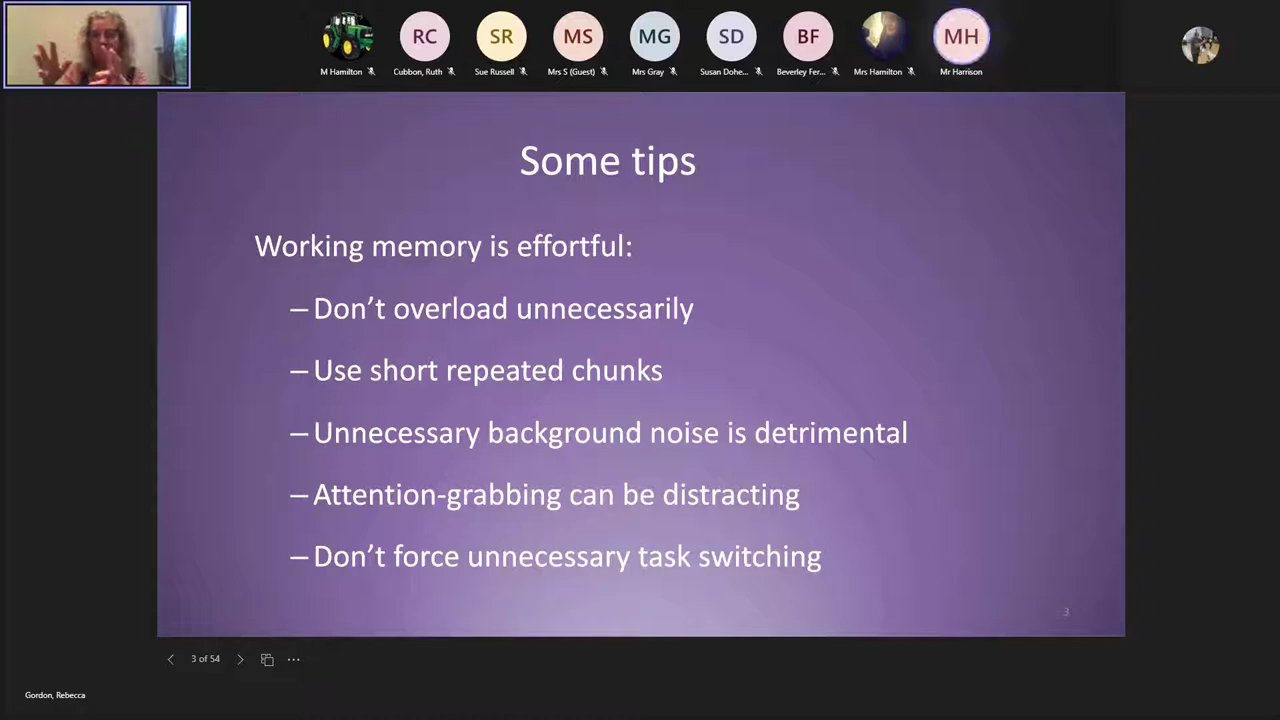 RC
SR
MS
MG
SD
BF
MH
M Hamilton
Cubbon, Ruth
Sue Russell
Mrs S (Guest)
Mrs Gray
Susan Dohe...
Beverley Fer...
Mrs Hamilton
Mr Harrison
Some tips
Working memory is effortful:
– Don’t overload unnecessarily
– Use short repeated chunks
– Unnecessary background noise is detrimental
– Attention-grabbing can be distracting
– Don’t force unnecessary task switching
3
3 of 54
Gordon, Rebecca